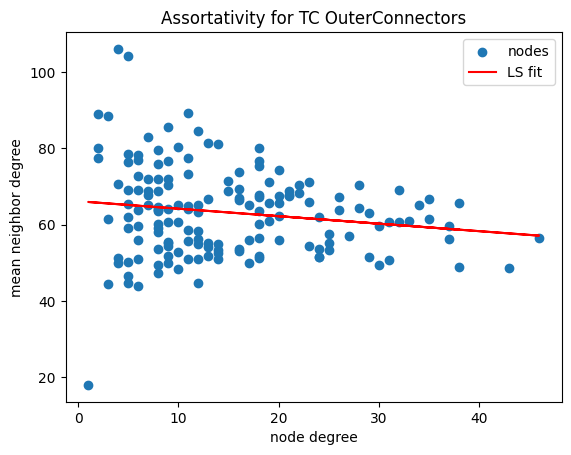 Assortativity for TC OuterConnectors
nodes
LS fit
mean neighbor degree
100
80
60
40
20
0
10
20
30
40
node degree